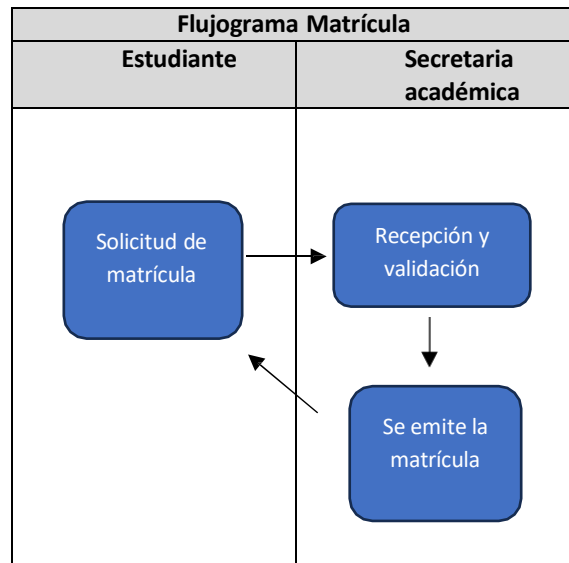 Flujograma Matrícula
Estudiante
Secretaria
académica
Solicitud de
matrícula
Recepción y
validación
Se emite la
matrícula